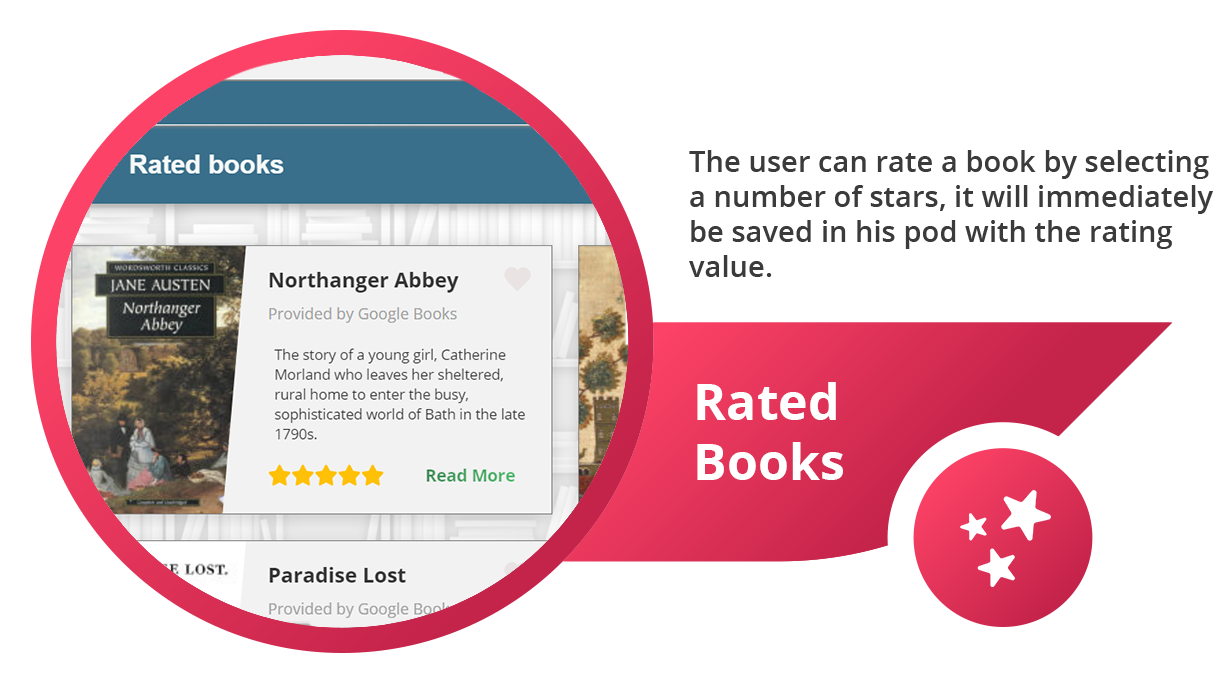 Rated books
WORDSWORTH CLASSICS
JANE AUSTEN
Northanger
Abbey
Northanger Abbey
Provided by Google Books
The story of a young girl, Catherine
Morland who leaves her sheltered,
rural home to enter the busy,
sophisticated world of Bath in the late
1790s.
Read More
LOST.
Paradise Lost
Provided by Google
The user can rate a book by selecting
a number of stars, it will immediately
be saved in his pod with the rating
value.
Rated
Books